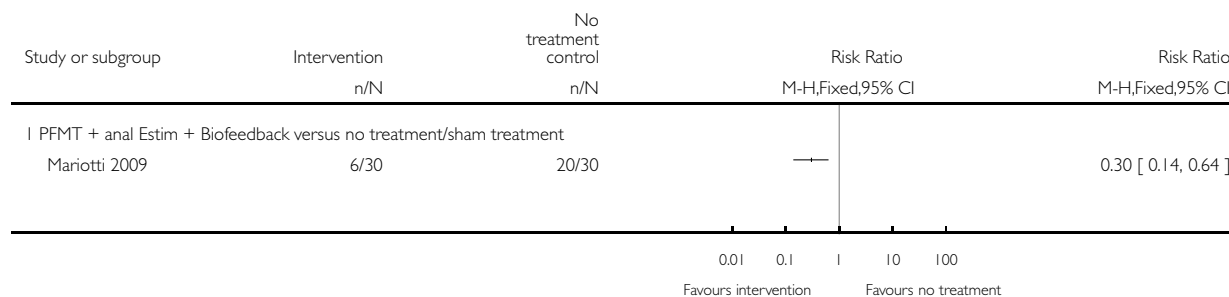 No
treatment
Study or subgroup Intervention control Risk Ratio Risk Ratio
n/N n/N M-H,Fixed,95% CI M-H,Fixed,95% CI
1 PFMT + anal Estim + Biofeedback versus no treatment/sham treatment
Mariotti 2009 6/30 20/30 0.30 [ 0.14, 0.64 ]
0.01 0.1 1 10 100
Favours intervention Favours no treatment